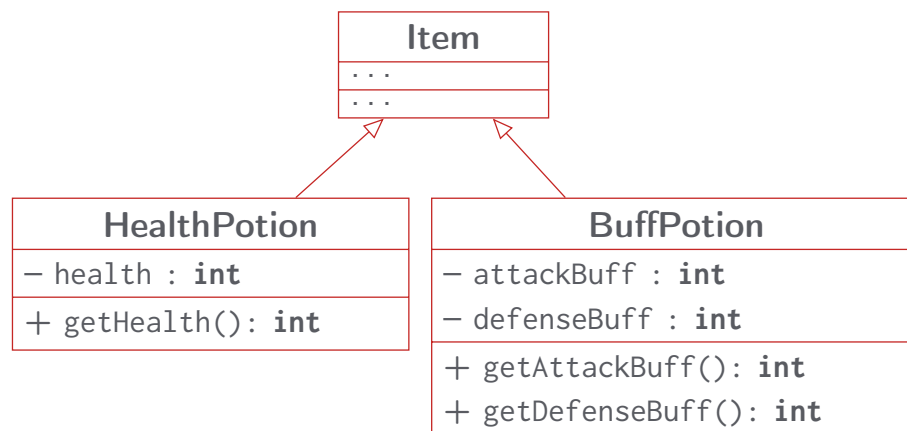 Item
...
...
HealthPotion
− health : int
+ getHealth(): int
BuffPotion
− attackBuff : int
− defenseBuff : int
+ getAttackBuff(): int
+ getDefenseBuff(): int